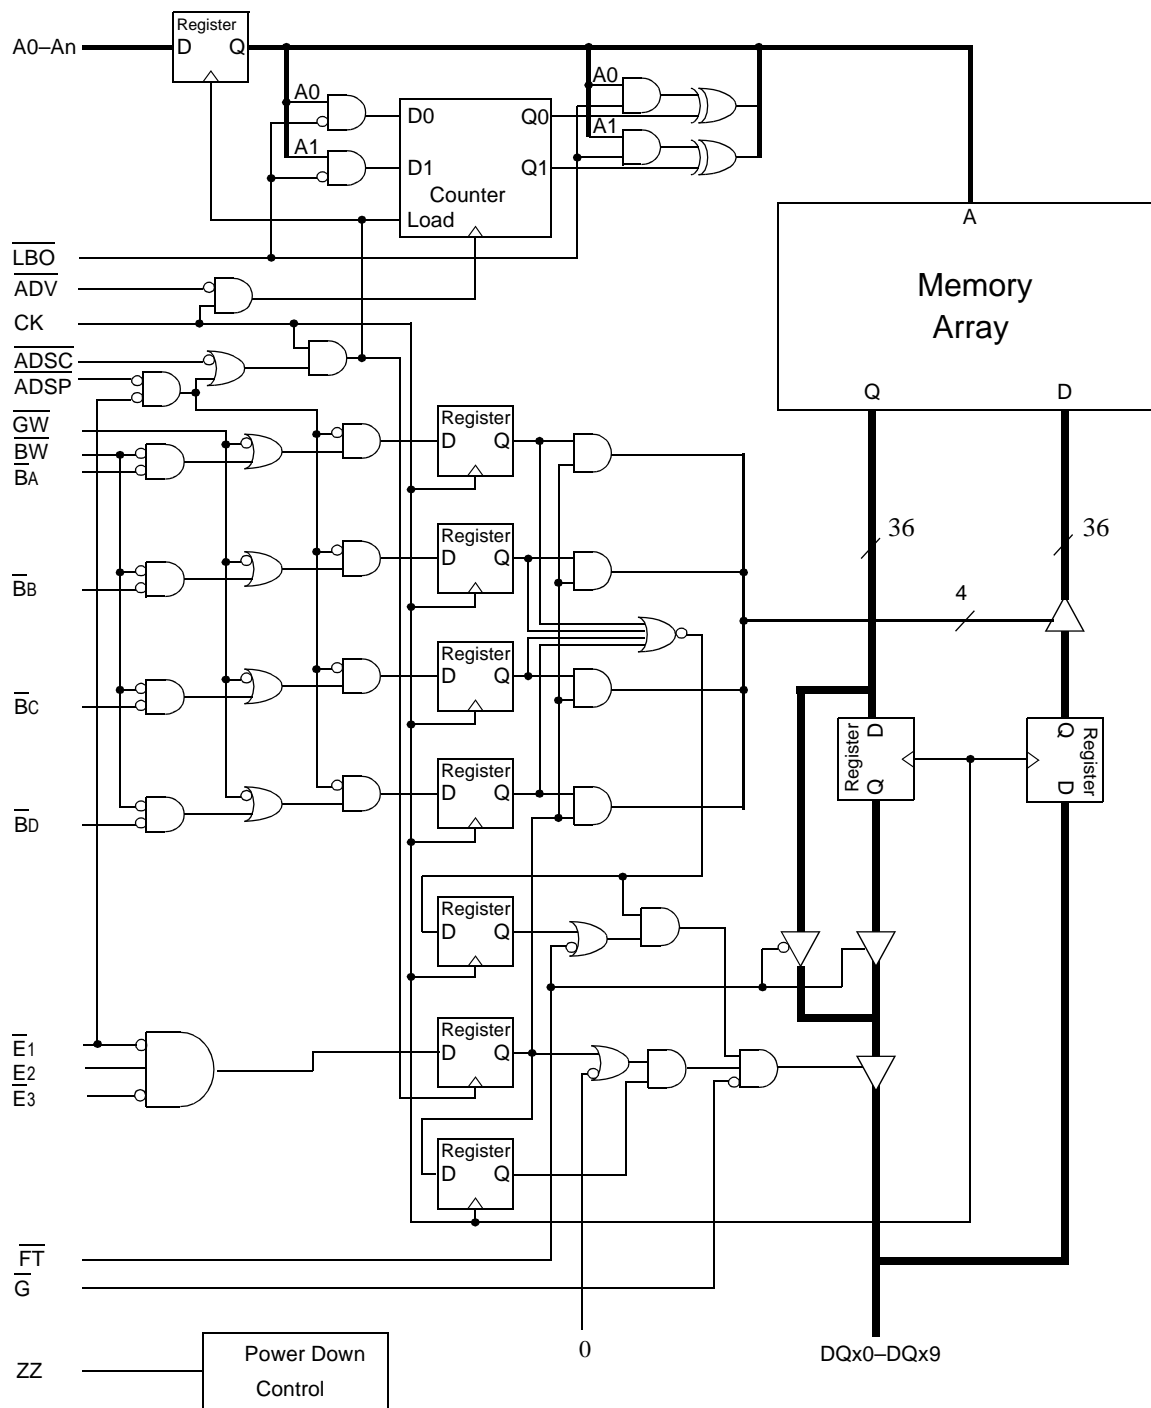 Register
A0–An
D Q
A0
A0
D0
Q0
A1
A1
D1
Q1
Counter
Load
A
LBO
ADV
CK
Memory
Array
ADSC
ADSP
Q
D
GW
BW
BA
Register
D Q
36
36
Register
D Q
BB
4
Register
D Q
BC
Register
D
Q
Register
Q
D
Register
D Q
BD
Register
D Q
Register
D Q
E1
E2
E3
Register
D Q
FT
G
0
DQx0–DQx9
Power Down
Control
ZZ